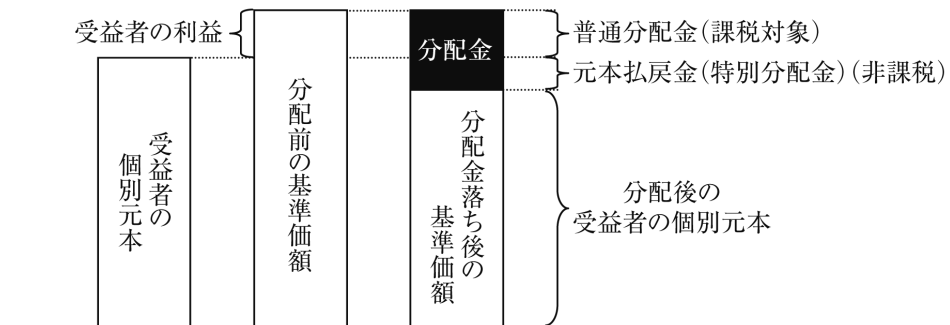 受益者の利益
受益者の
個別元本
分配前の基準価額
分配金
分配金落ち後の
基準価額
普通分配金(課税対象)
元本払戻金(特別分配金)(非課税)
分配後の
受益者の個別元本